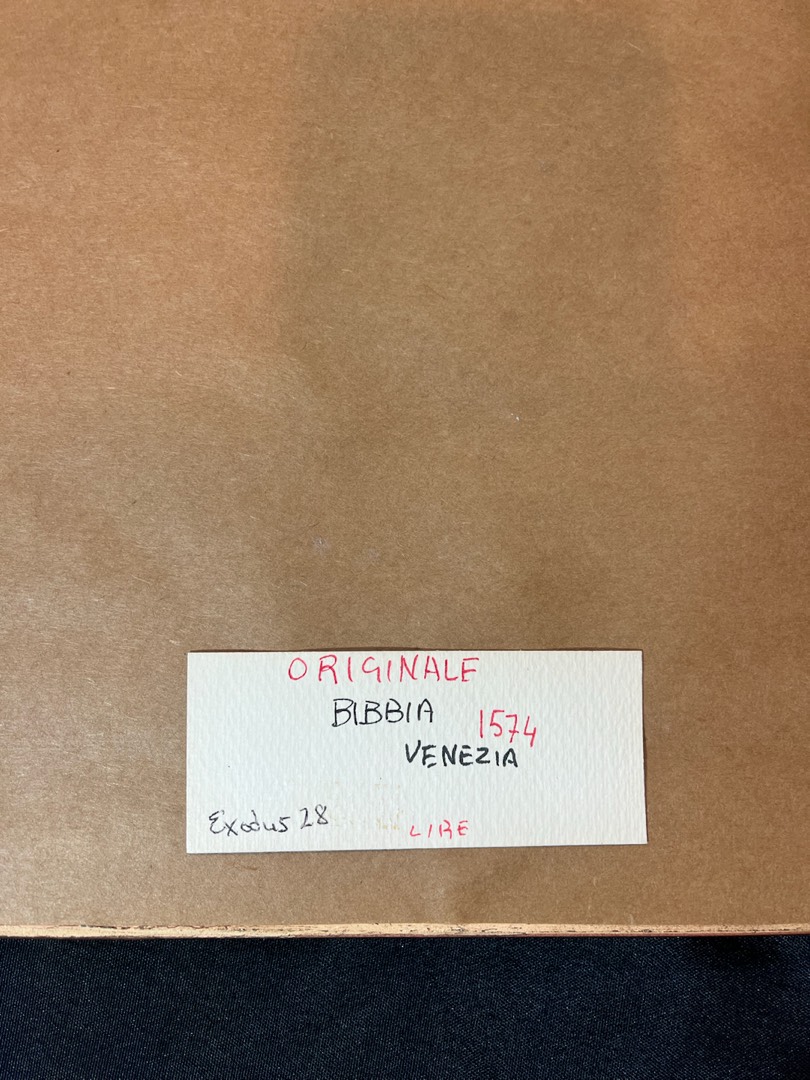 ORIGINALE
BIBBIA 1574
VENEZIA
Exodus 28
LIRE